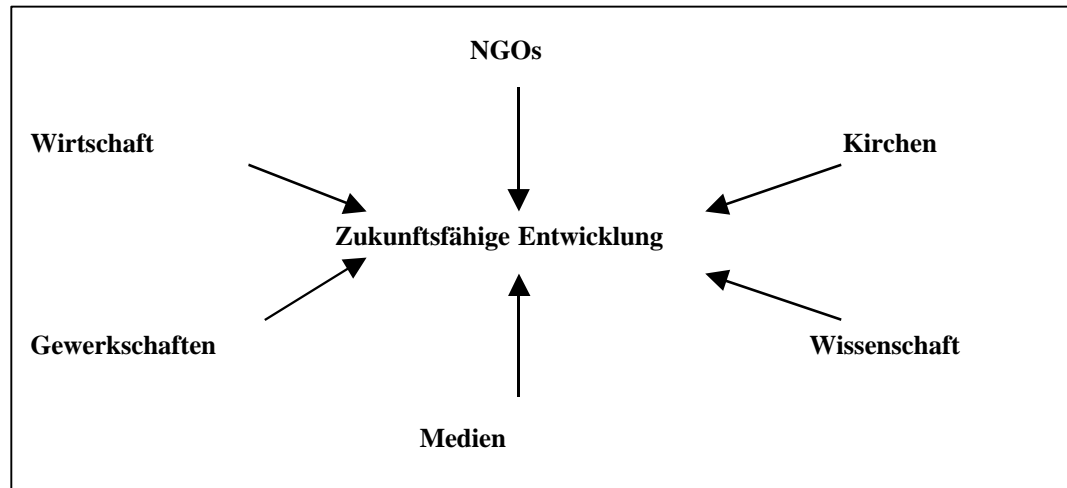 NGOs
Wirtschaft
Kirchen
Zukunftsfähige Entwicklung
Gewerkschaften
Wissenschaft
Medien